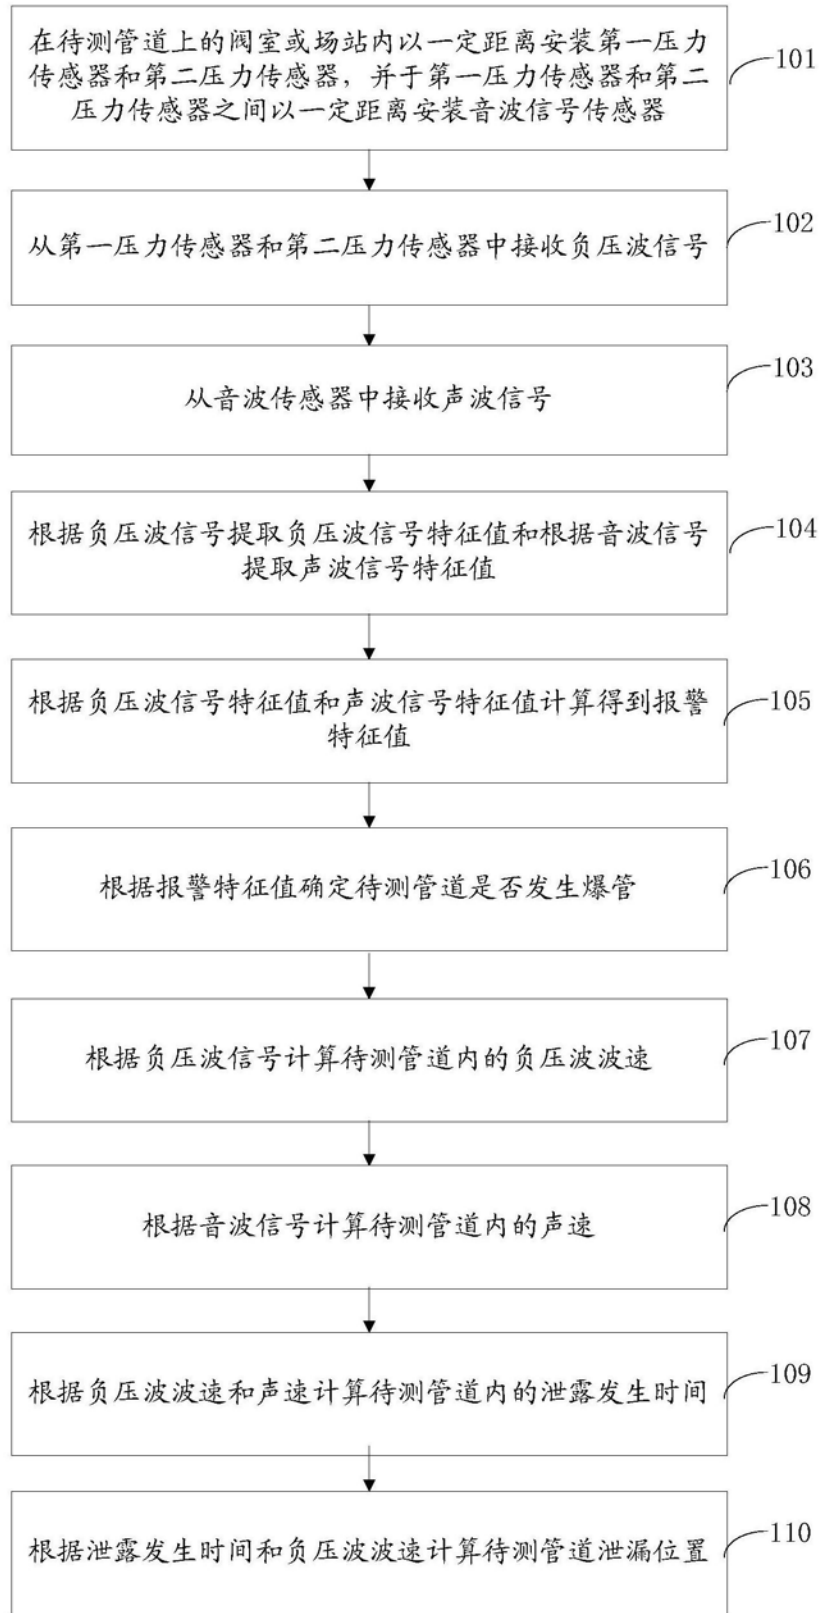 在待测管道上的阀室或场站内以一定距离安装第一压力
传感器和第二压力传感器，并于第一压力传感器和第二
压力传感器之间以一定距离安装音波信号传感器
101
从第一压力传感器和第二压力传感器中接收负压波信号
102
从音波传感器中接收声波信号
103
根据负压波信号提取负压波信号特征值和根据音波信号
提取声波信号特征值
104
根据负压波信号特征值和声波信号特征值计算得到报警
特征值
105
根据报警特征值确定待测管道是否发生爆管
106
根据负压波信号计算待测管道内的负压波波速
107
根据音波信号计算待测管道内的声速
108
根据负压波波速和声速计算待测管道内的泄露发生时间
109
根据泄露发生时间和负压波波速计算待测管道泄漏位置
110